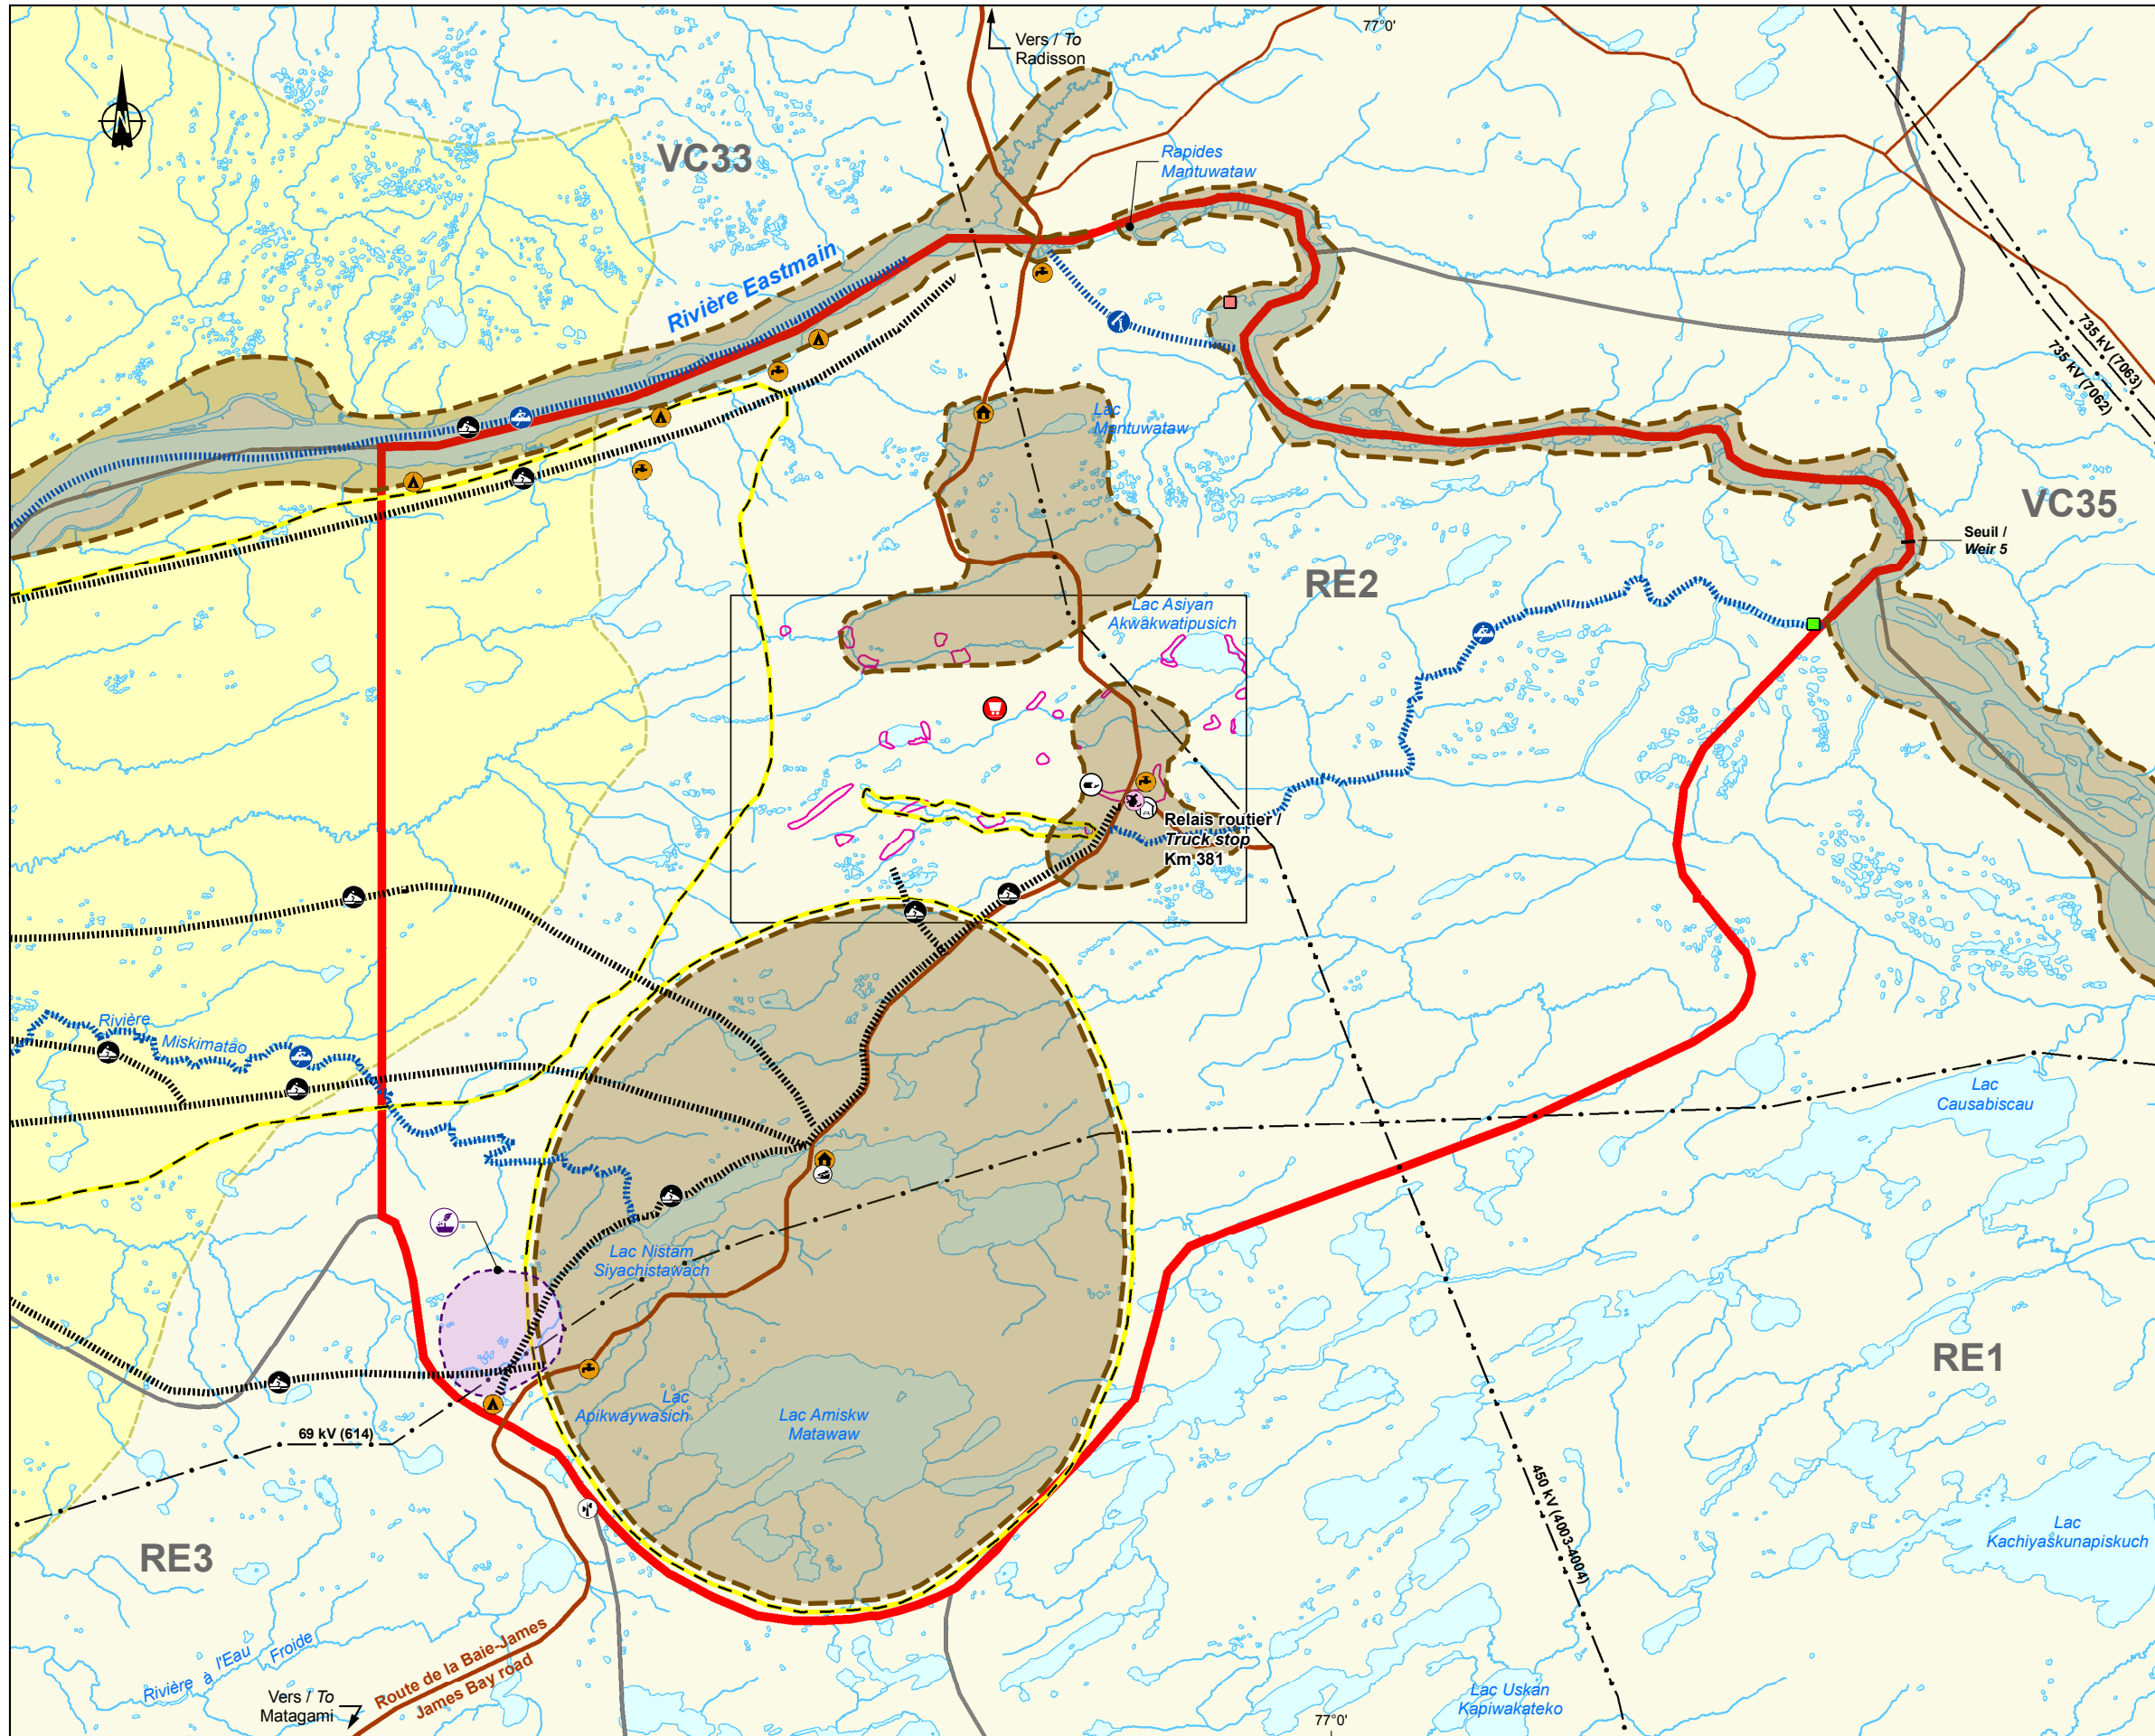 77°0'
Vers / To
Radisson
N
VC33
Rapides
Mantuwataw
Rivière Eastmain
735 kV (7063)
735 kV (7062)
Lac
Mantuwataw
VC35
Seuil /
Weir 5
RE2
Lac Asiyan
Akwakwatipusich
Relais routier /
Truck stop
Km 381
Rivière
Miskimatao
Lac
Causabiscau
Lac Nistam
Siyachistawach
RE1
Lac
Apikwaywasich
Lac Amiskw
Matawaw
69 kV (614)
450 kV (4003-4004)
Lac
Kachiyaskunapiskuch
RE3
Rivière à l'Eau Froide
Route de la Baie-James
James Bay road
Vers / To
Matagami
Lac Uskan
Kapiwakateko
77°0'